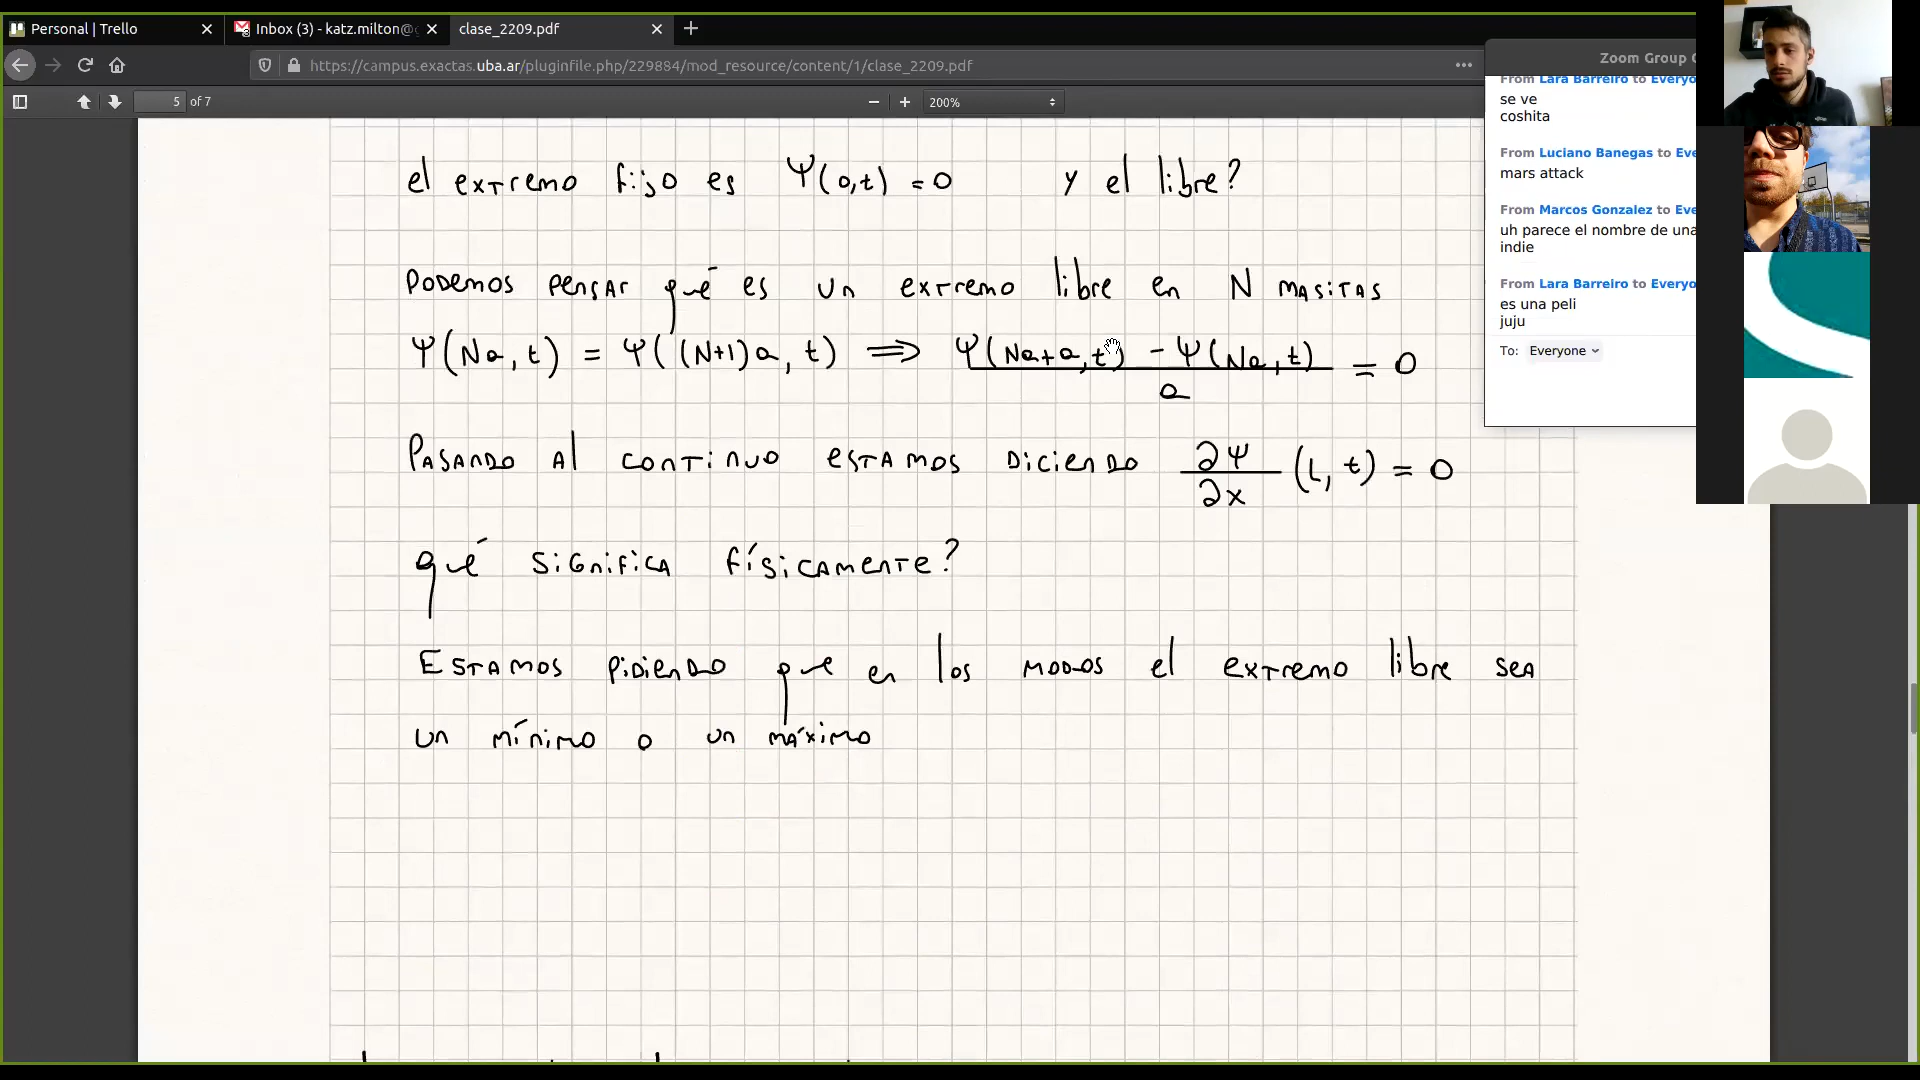 Personal | Trello
Inbox (3) - katz.milton@
clase_2209.pdf
https://campus.exactas.uba.ar/pluginfile.php/229884/mod_resource/content/1/clase_2209.pdf
5 of 7
200%
el extremo fijo es Ψ(0,t) = 0 y el libre?
Podemos pensar qué es un extremo libre en N masitas
Ψ(Na, t) = Ψ((N+1)a, t) ⟹ Ψ(Na+a,t) - Ψ(Na,t) / a = 0
Pasando al continuo estamos diciendo ∂Ψ/∂x (L, t) = 0
qué significa físicamente?
Estamos pidiendo que en los modos el extremo libre sea
un mínimo o un máximo
Zoom Group C
From Lara Barreiro to Everyo
se ve
coshita
From Luciano Banegas to Eve
mars attack
From Marcos Gonzalez to Eve
uh parece el nombre de una
indie
From Lara Barreiro to Everyo
es una peli
juju
To: Everyone